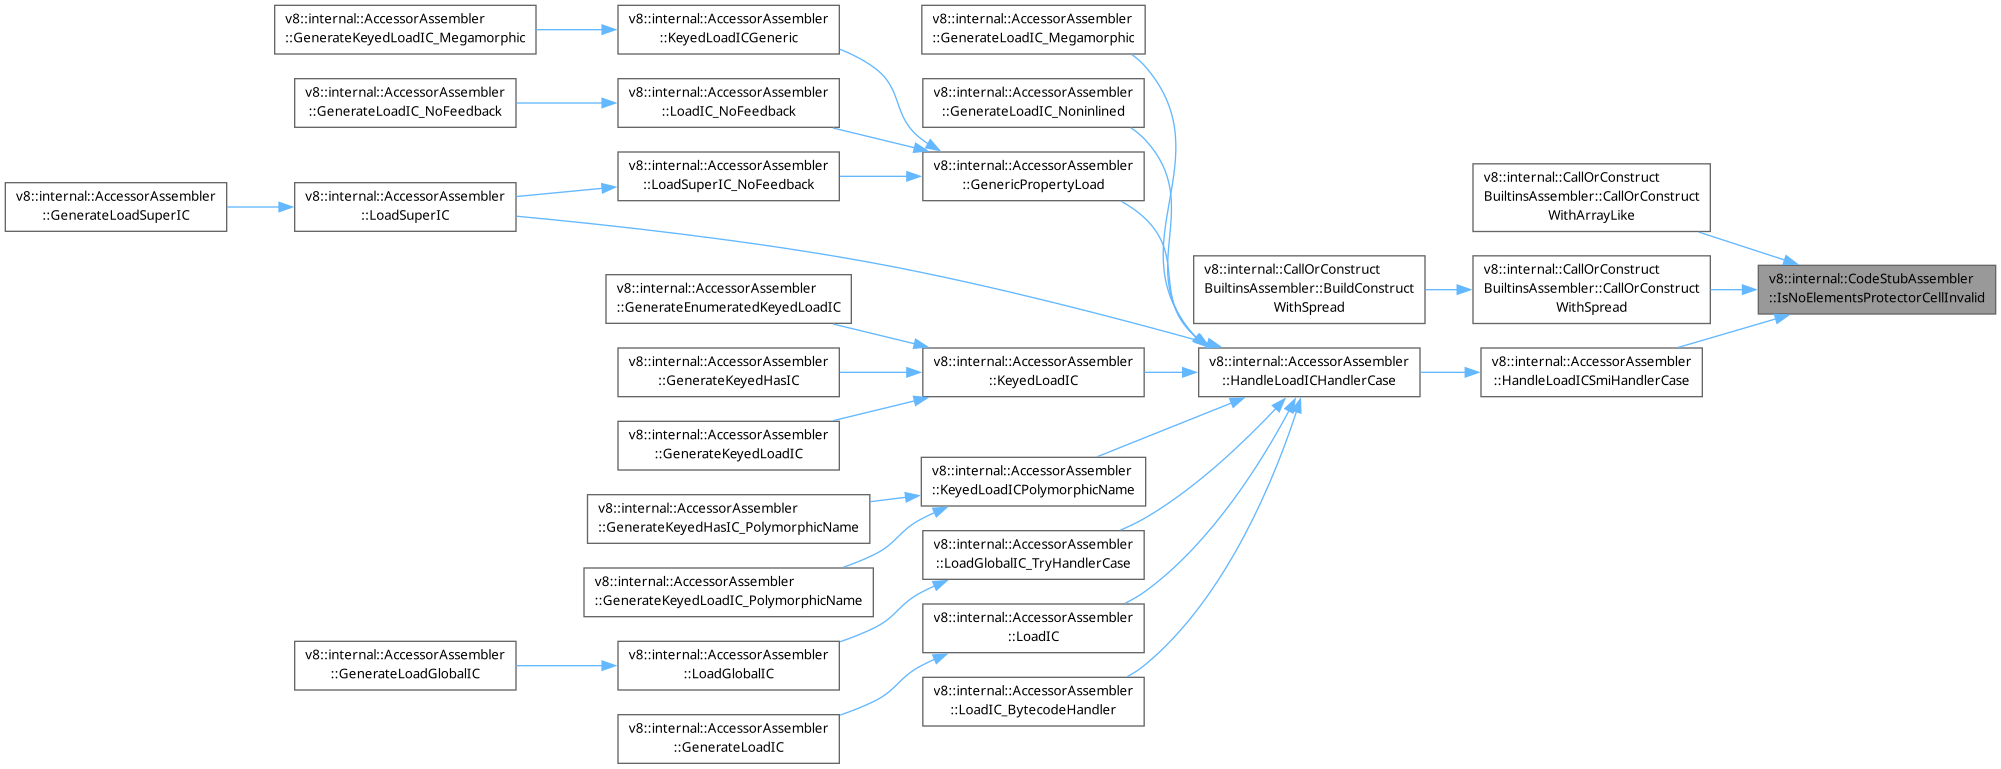 v8::internal::AccessorAssembler
::GenerateKeyedLoadIC_Megamorphic
v8::internal::AccessorAssembler
::KeyedLoadICGeneric
v8::internal::AccessorAssembler
::GenerateLoadIC_Megamorphic
v8::internal::AccessorAssembler
::GenerateLoadIC_NoFeedback
v8::internal::AccessorAssembler
::LoadIC_NoFeedback
v8::internal::AccessorAssembler
::GenerateLoadIC_Noninlined
v8::internal::AccessorAssembler
::GenerateLoadSuperIC
v8::internal::AccessorAssembler
::LoadSuperIC
v8::internal::AccessorAssembler
::LoadSuperIC_NoFeedback
v8::internal::AccessorAssembler
::GenericPropertyLoad
v8::internal::CallOrConstruct
BuiltinsAssembler::CallOrConstruct
WithArrayLike
v8::internal::AccessorAssembler
::GenerateEnumeratedKeyedLoadIC
v8::internal::CallOrConstruct
BuiltinsAssembler::BuildConstruct
WithSpread
v8::internal::CallOrConstruct
BuiltinsAssembler::CallOrConstruct
WithSpread
v8::internal::CodeStubAssembler
::IsNoElementsProtectorCellInvalid
v8::internal::AccessorAssembler
::GenerateKeyedHasIC
v8::internal::AccessorAssembler
::KeyedLoadIC
v8::internal::AccessorAssembler
::HandleLoadICHandlerCase
v8::internal::AccessorAssembler
::HandleLoadICSmiHandlerCase
v8::internal::AccessorAssembler
::GenerateKeyedLoadIC
v8::internal::AccessorAssembler
::KeyedLoadICPolymorphicName
v8::internal::AccessorAssembler
::GenerateKeyedHasIC_PolymorphicName
v8::internal::AccessorAssembler
::LoadGlobalIC_TryHandlerCase
v8::internal::AccessorAssembler
::GenerateKeyedLoadIC_PolymorphicName
v8::internal::AccessorAssembler
::LoadIC
v8::internal::AccessorAssembler
::GenerateLoadGlobalIC
v8::internal::AccessorAssembler
::LoadGlobalIC
v8::internal::AccessorAssembler
::LoadIC_BytecodeHandler
v8::internal::AccessorAssembler
::GenerateLoadIC